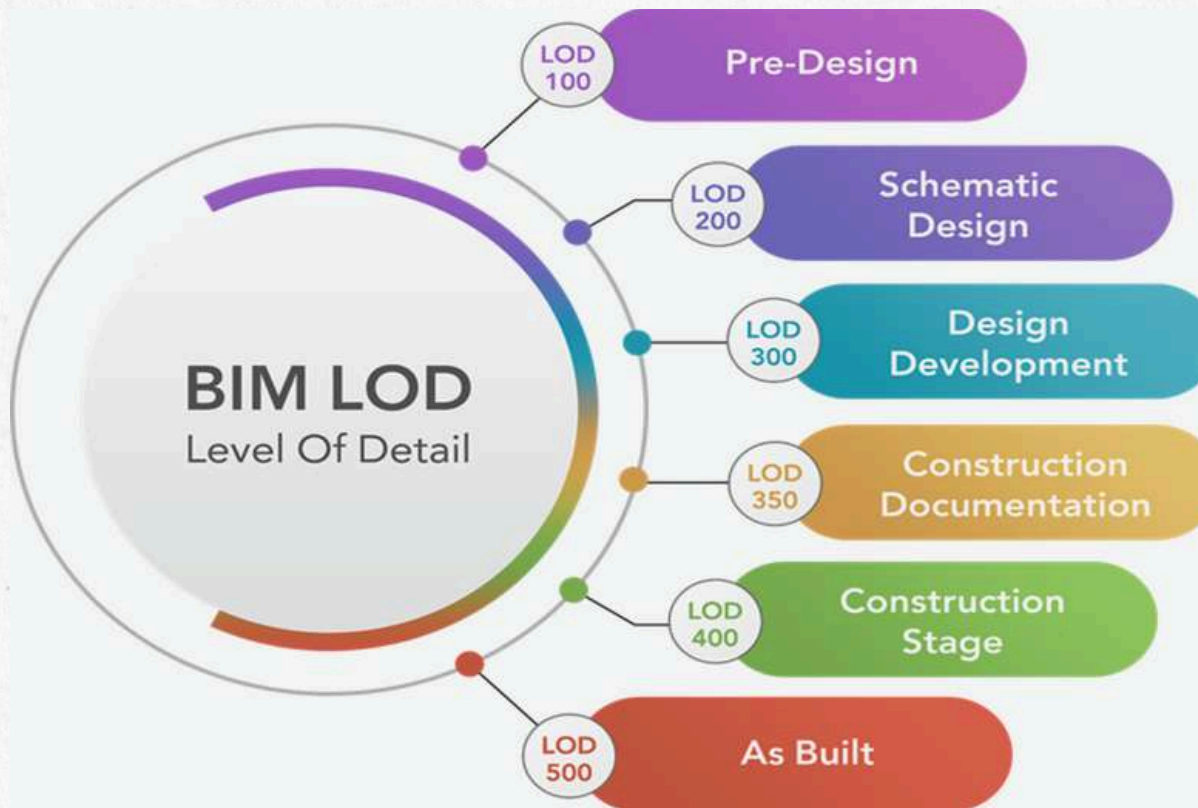 LOD
100
Pre-Design
LOD
200
Schematic
Design
LOD
300
Design
Development
BIM LOD
Level Of Detail
LOD
350
Construction
Documentation
LOD
400
Construction
Stage
LOD
500
As Built